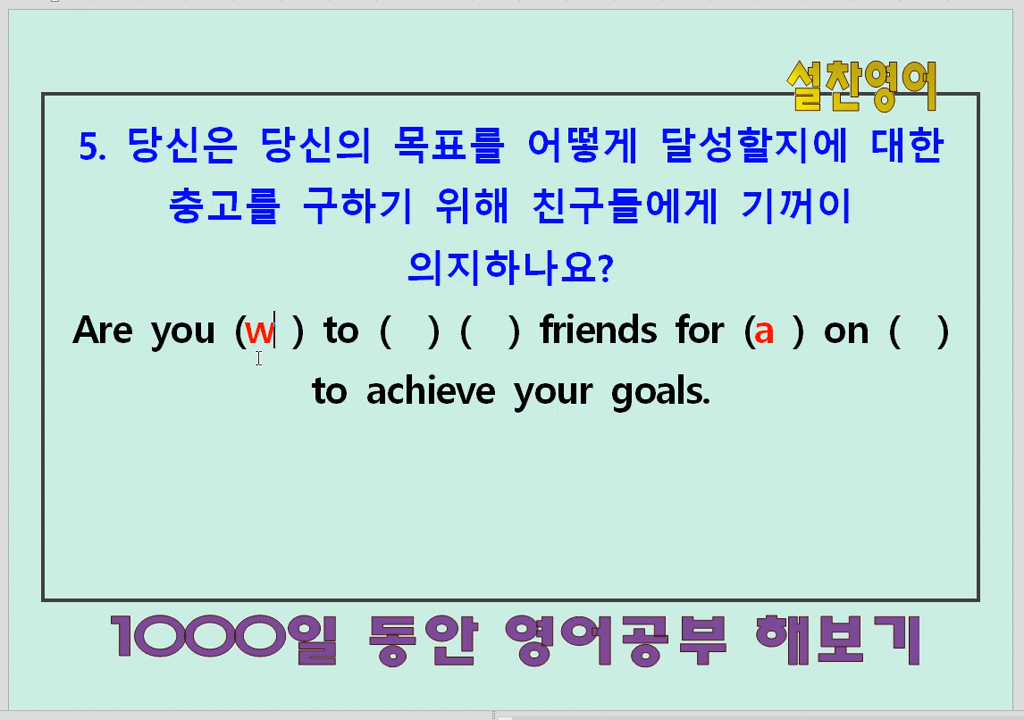 설찬영어
5. 당신은 당신의 목표를 어떻게 달성할지에 대한
충고를 구하기 위해 친구들에게 기꺼이
의지하나요?
Are you (w ) to ( ) ( ) friends for (a ) on ( )
to achieve your goals.
1000일 동안 영어공부 해보기